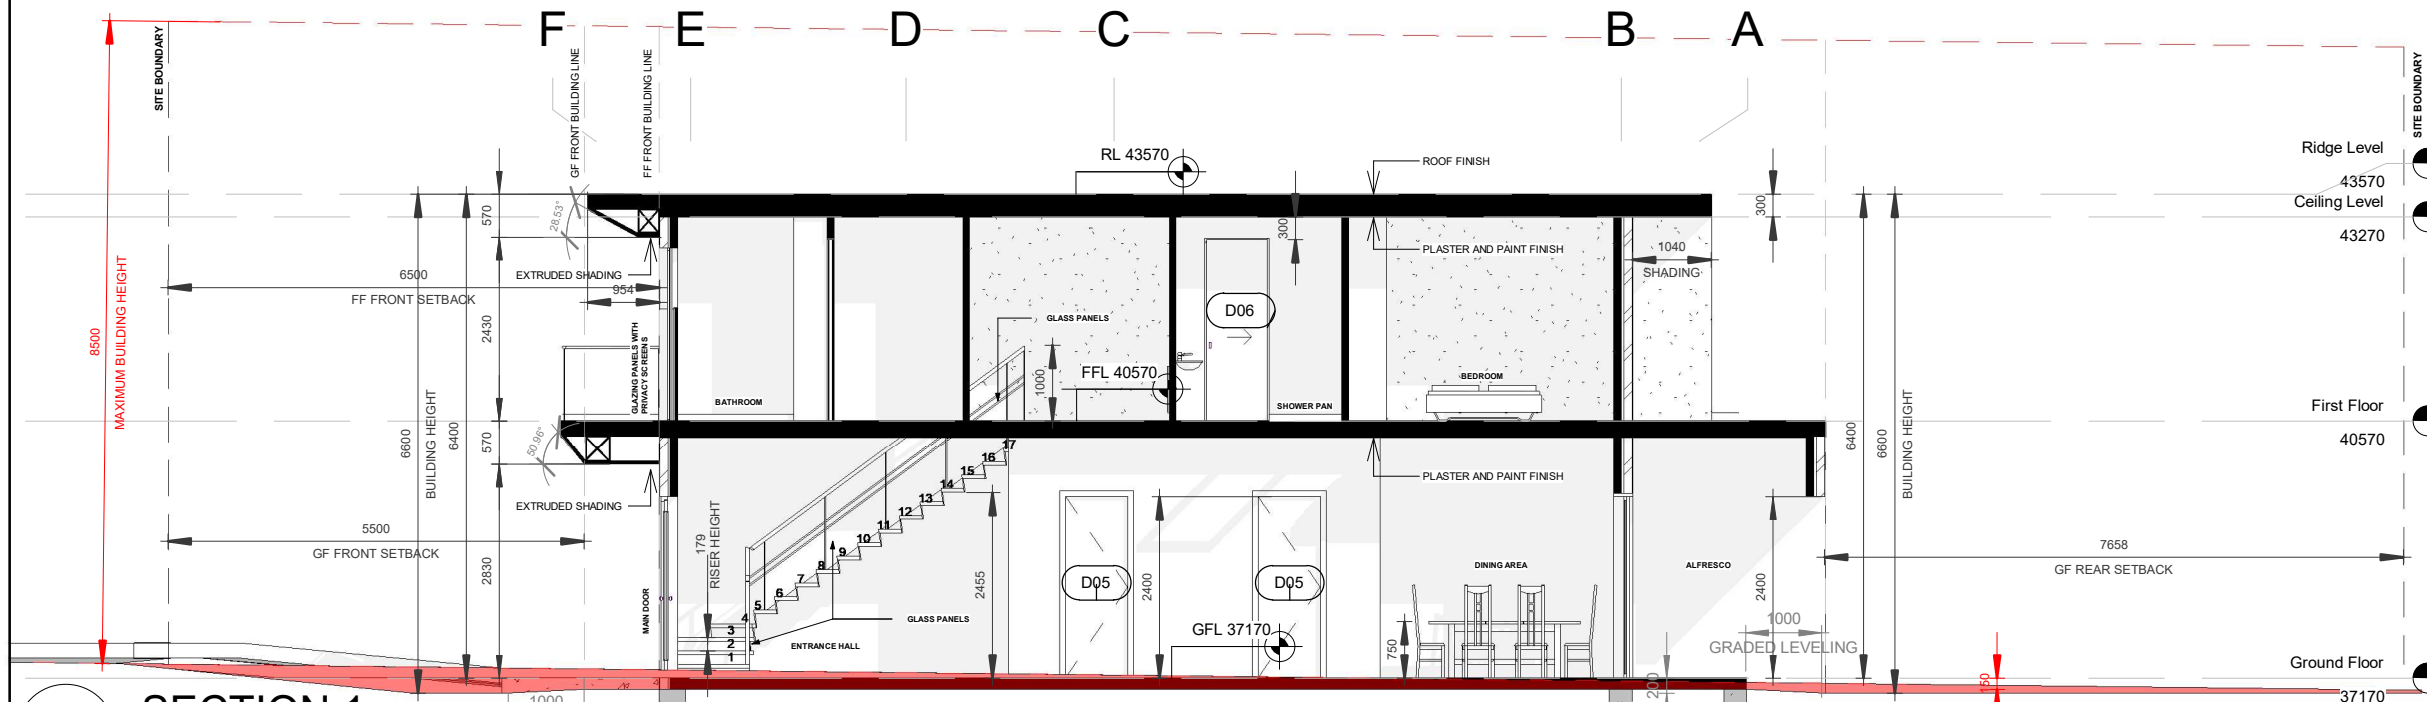 F
E
D
C
B
A
SITE BOUNDARY
GF FRONT BUILDING LINE
FF FRONT BUILDING LINE
SITE BOUNDARY
RL 43570
ROOF FINISH
Ridge Level
43570
Ceiling Level
43270
570
28.53°
300
300
PLASTER AND PAINT FINISH
1040
SHADING
6500
FF FRONT SETBACK
EXTRUDED SHADING
954
8500
MAXIMUM BUILDING HEIGHT
2430
GLAZING PANELS WITH
PRIVACY SCREENS
GLASS PANELS
D06
1000
FFL 40570
BATHROOM
SHOWER PAN
BEDROOM
First Floor
40570
6600
BUILDING HEIGHT
6400
570
50.96°
6400
6600
BUILDING HEIGHT
EXTRUDED SHADING
PLASTER AND PAINT FINISH
17
16
15
14
13
12
11
10
9
8
7
6
5
4
3
2
1
5500
GF FRONT SETBACK
2830
179
RISER HEIGHT
2455
2400
D05
D05
DINING AREA
ALFRESCO
2400
7658
GF REAR SETBACK
MAIN DOOR
GLASS PANELS
ENTRANCE HALL
GFL 37170
750
1000
GRADED LEVELING
Ground Floor
37170
200
150
SECTION 1
1000